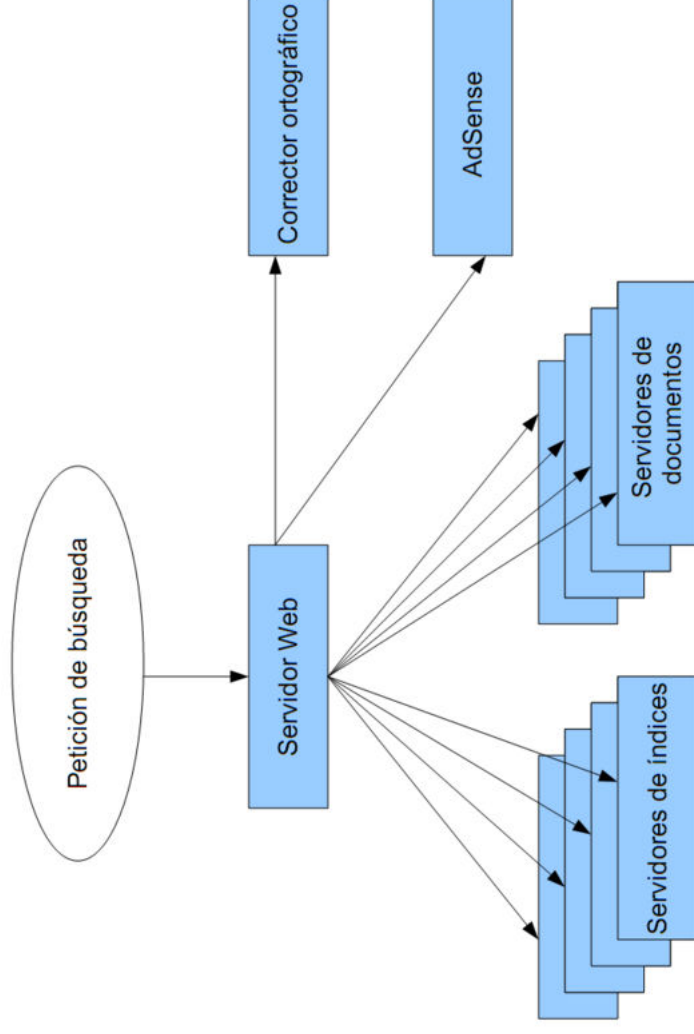 Petición de búsqueda
Servidor Web
Corrector ortográfico
AdSense
Servidores de índices
Servidores de
documentos